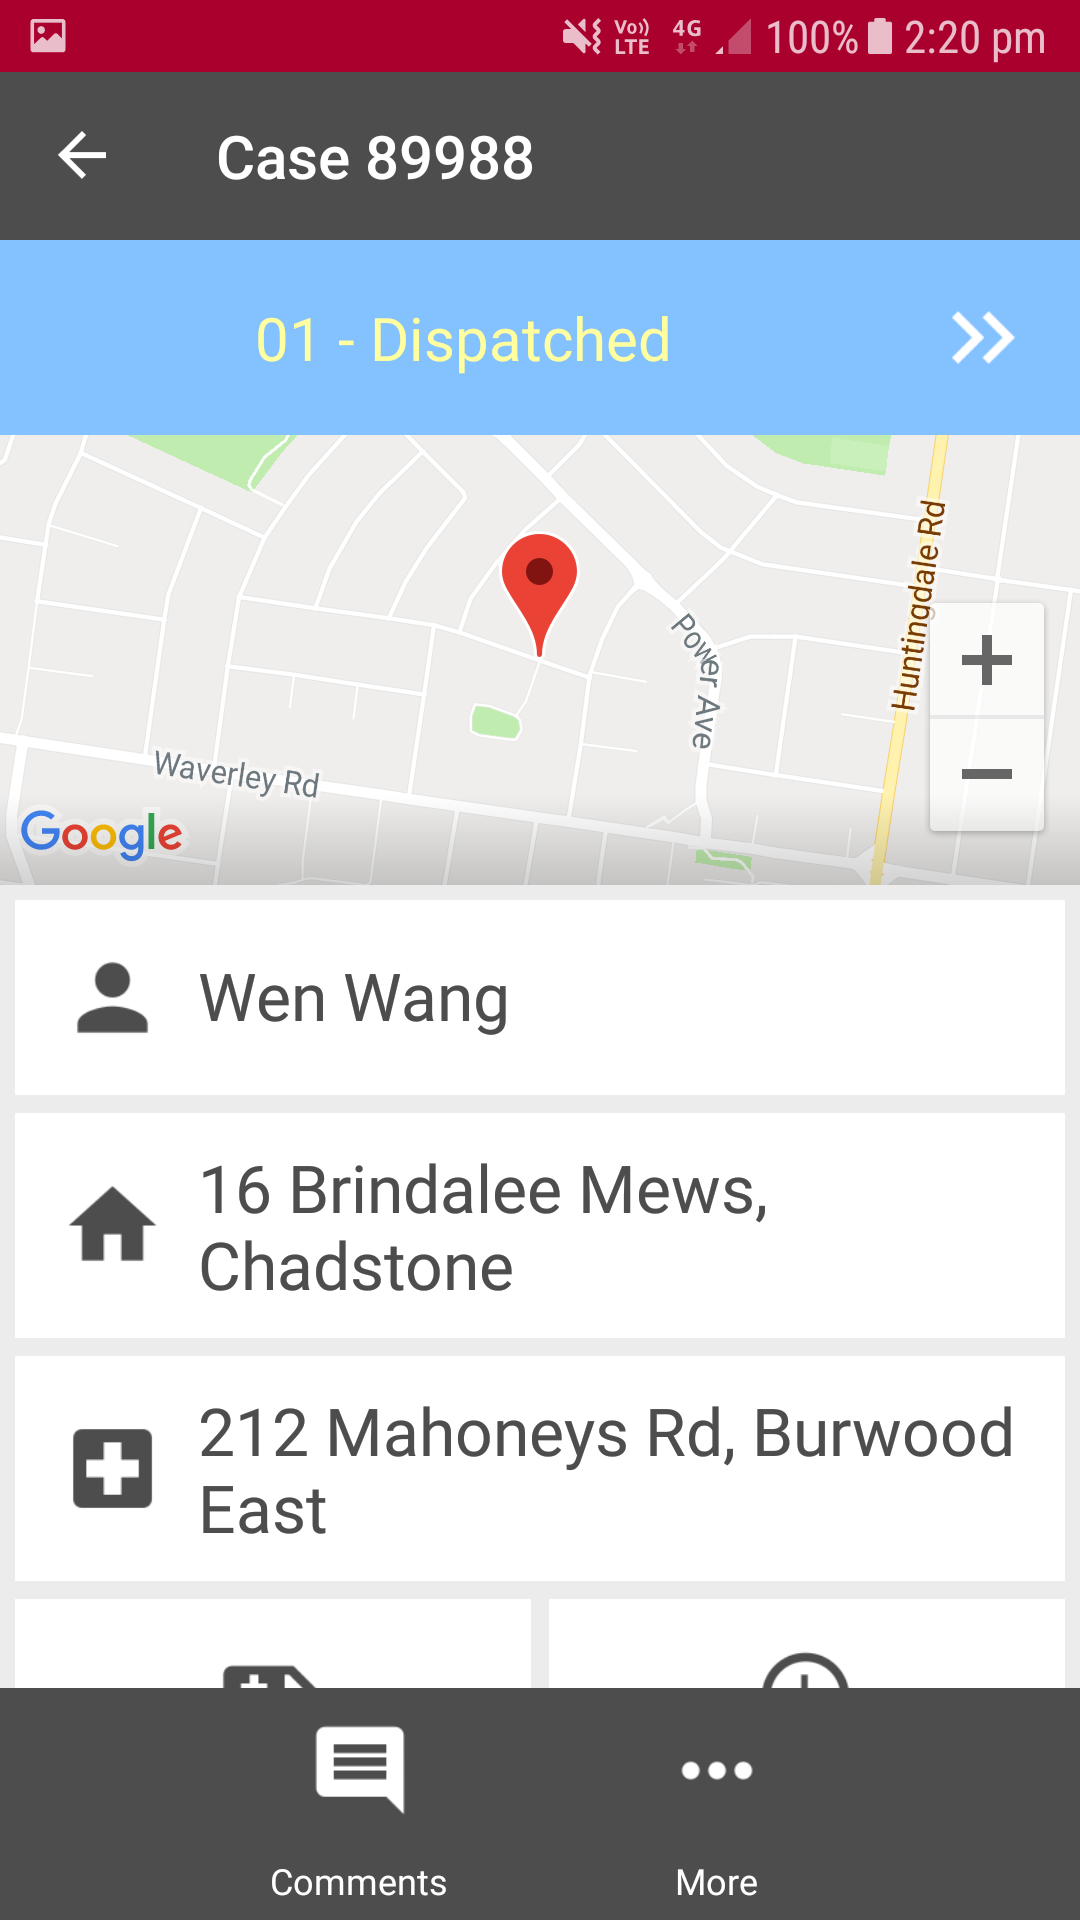 Vo)) LTE 4G 100% 2:20 pm
Case 89988
01 - Dispatched
Huntingdale Rd
Power Ave
Waverley Rd
Google
Wen Wang
16 Brindalee Mews,
Chadstone
212 Mahoneys Rd, Burwood
East
Comments
More